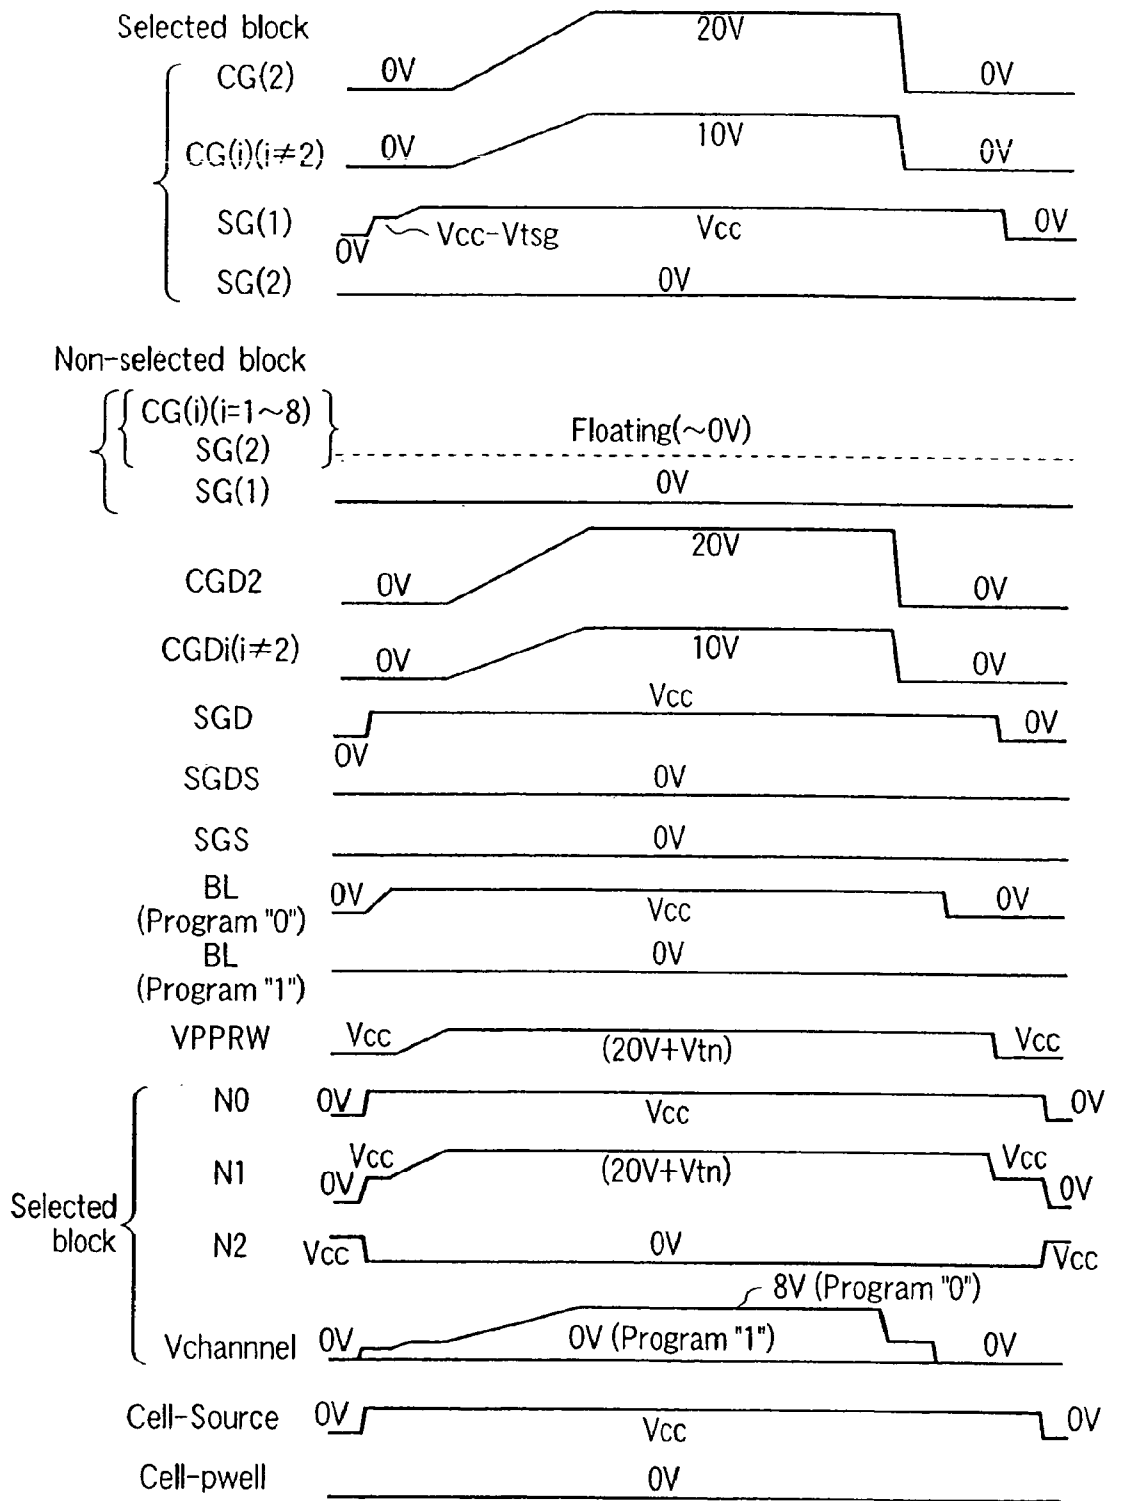 Selected block
CG(2) 0V 20V 0V
CG(i)(i≠2) 0V 10V 0V
SG(1) 0V Vcc-Vtsg Vcc 0V
SG(2) 0V
Non-selected block
CG(i)(i=1~8)
SG(2) Floating(~0V)
SG(1) 0V
CGD2 0V 20V 0V
CGDi(i≠2) 0V 10V 0V
SGD 0V Vcc 0V
SGDS 0V
SGS 0V
BL
(Program "0") 0V Vcc 0V
BL
(Program "1") 0V
VPPRW Vcc (20V+Vtn) Vcc
Selected
block
N0 0V Vcc 0V
N1 0V Vcc (20V+Vtn) Vcc 0V
N2 Vcc 0V Vcc
8V (Program "0")
Vchannnel 0V 0V (Program "1") 0V
Cell-Source 0V Vcc 0V
Cell-pwell 0V